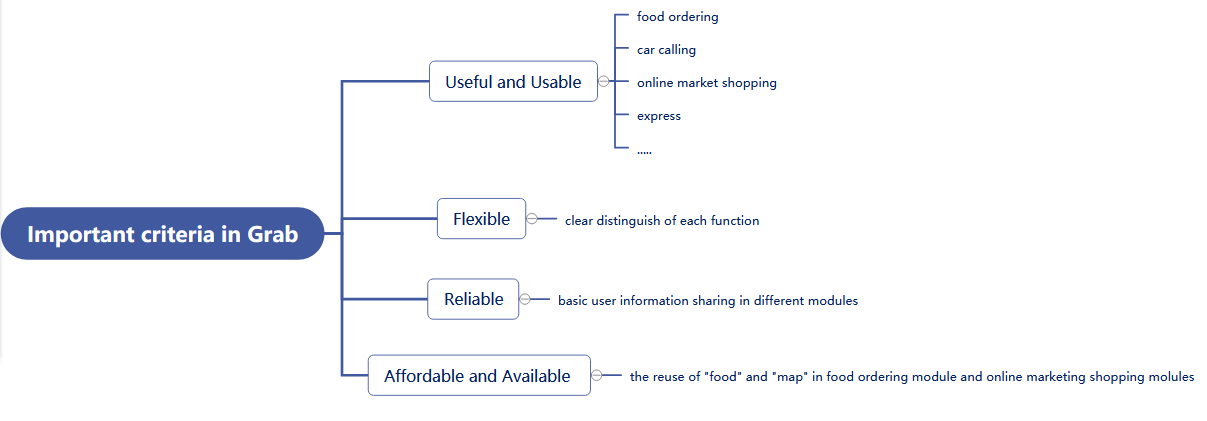 food ordering
car calling
Useful and Usable
online market shopping
express
.....
Flexible
clear distinguish of each function
Important criteria in Grab
Reliable
basic user information sharing in different modules
Affordable and Available
the reuse of "food" and "map" in food ordering module and online marketing shopping molules